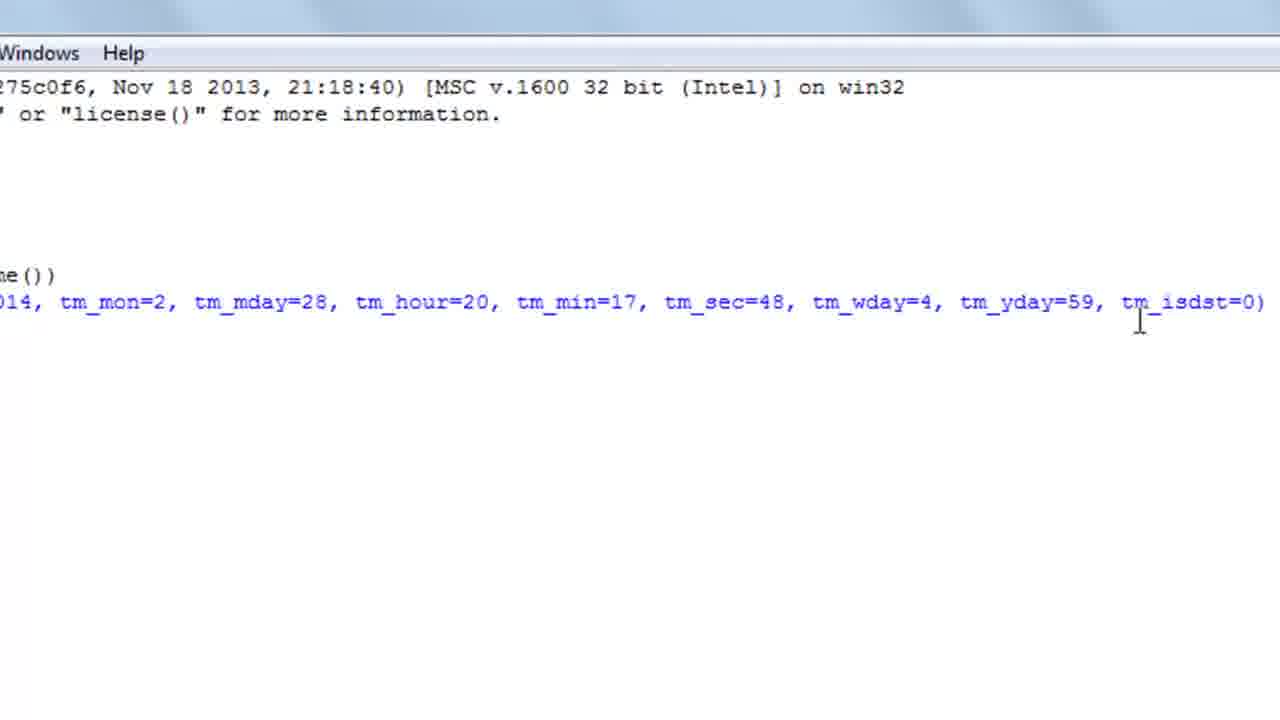 Windows Help
275c0f6, Nov 18 2013, 21:18:40) [MSC v.1600 32 bit (Intel)] on win32
" or "license()" for more information.
me())
014, tm_mon=2, tm_mday=28, tm_hour=20, tm_min=17, tm_sec=48, tm_wday=4, tm_yday=59, tm_isdst=0)